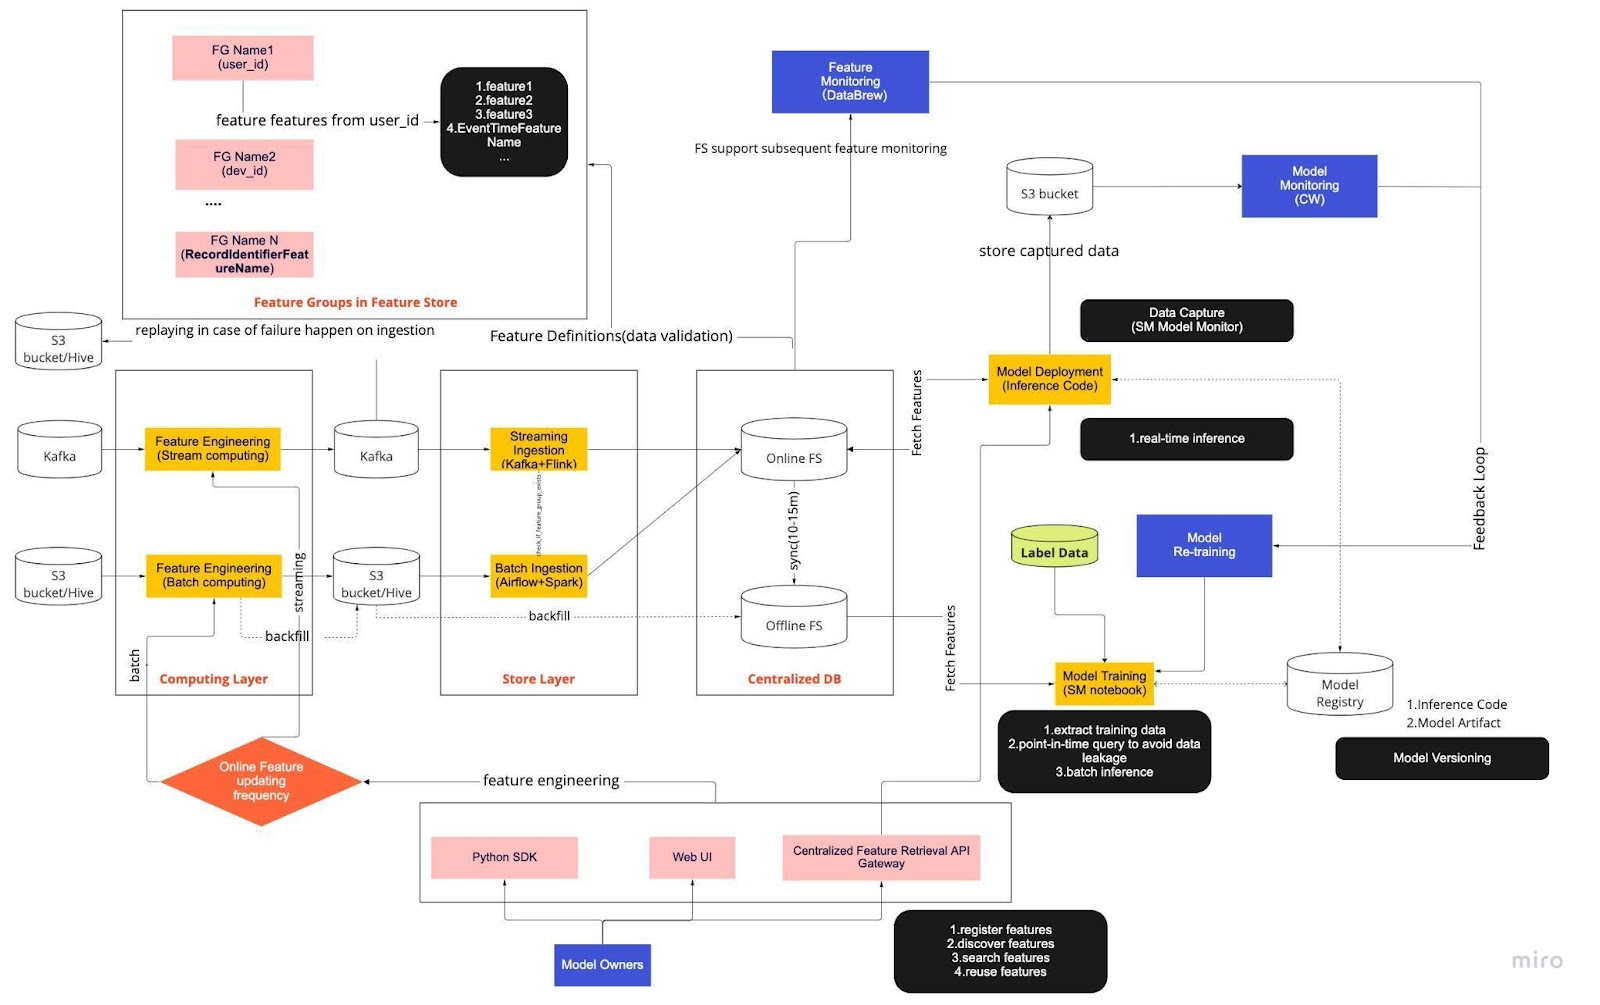 FG Name1
(user_id)
feature features from user_id
1.feature1
2.feature2
3.feature3
4.EventTimeFeature
Name
...
FG Name2
(dev_id)
....
FG Name N
(RecordIdentifierFeat
ureName)
Feature Groups in Feature Store
Feature
Monitoring
(DataBrew)
FS support subsequent feature monitoring
S3 bucket
Model
Monitoring
(CW)
store captured data
Data Capture
(SM Model Monitor)
S3
bucket/Hive
replaying in case of failure happen on ingestion
Feature Definitions(data validation)
Model Deployment
(Inference Code)
Fetch Features
1.real-time inference
Kafka
Feature Engineering
(Stream computing)
Kafka
Streaming
Ingestion
(Kafka+Flink)
Online FS
check_if_feature_group_exists
sync(10-15m)
Feedback Loop
Label Data
Model
Re-training
S3
bucket/Hive
Feature Engineering
(Batch computing)
S3
bucket/Hive
Batch Ingestion
(Airflow+Spark)
Offline FS
streaming
backfill
backfill
batch
Fetch Features
Computing Layer
Store Layer
Centralized DB
Model Training
(SM notebook)
Model
Registry
1.Inference Code
2.Model Artifact
Model Versioning
1.extract training data
2.point-in-time query to avoid data
leakage
3.batch inference
Online Feature
updating
frequency
feature engineering
Python SDK
Web UI
Centralized Feature Retrieval API
Gateway
Model Owners
1.register features
2.discover features
3.search features
4.reuse features
miro